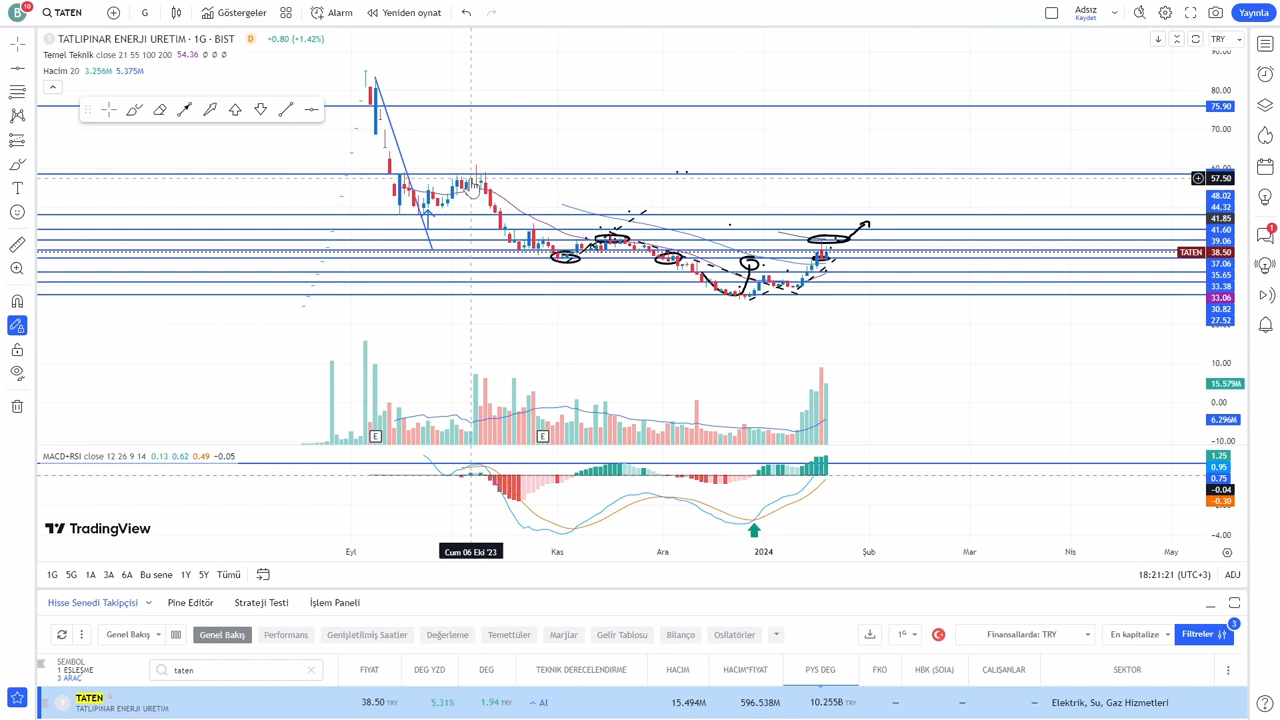 B 10 TATEN G Göstergeler Alarm Yeniden oynat Adsız Kaydet Yayınla
TATLIPINAR ENERJI URETIM · 1G · BIST D +0.80 (+1.42%) TRY
Temel Teknik close 21 55 100 200 54.36 ∅ ∅ ∅
Hacim 20 3.256M 5.375M
80.00
75.90
70.00
57.50
48.02
44.32
41.85
41.60
39.06
TATEN 38.50
37.06
35.65
33.38
33.06
30.82
27.52
10.00
15.579M
0.00
6.296M
−10.00
E E
MACD+RSI close 12 26 9 14 0.13 0.62 0.49 −0.05
1.25
0.95
0.75
−0.04
−0.30
−4.00
TradingView
Eyl Cum 06 Eki '23 Kas Ara 2024 Şub Mar Nis May
1G 5G 1A 3A 6A Bu sene 1Y 5Y Tümü 18:21:21 (UTC+3) ADJ
Hisse Senedi Takipçisi Pine Editör Strateji Testi İşlem Paneli
Genel Bakış Genel Bakış Performans Genişletilmiş Saatler Değerleme Temettüler Marjlar Gelir Tablosu Bilanço Osilatörler 1G Finansallarda: TRY En kapitalize Filtreler 3
SEMBOL
1 EŞLEŞME
3 ARAÇ
taten FIYAT DEG YZD DEG TEKNIK DERECELENDIRME HACIM HACIM*FIYAT PYS DEG FKO HBK (SOIA) ÇALIŞANLAR SEKTOR
TATEN 38.50 TRY 5.31% 1.94 TRY Al 15.494M 596.538M 10.255B TRY — — — Elektrik, Su, Gaz Hizmetleri
TATLIPINAR ENERJI URETIM